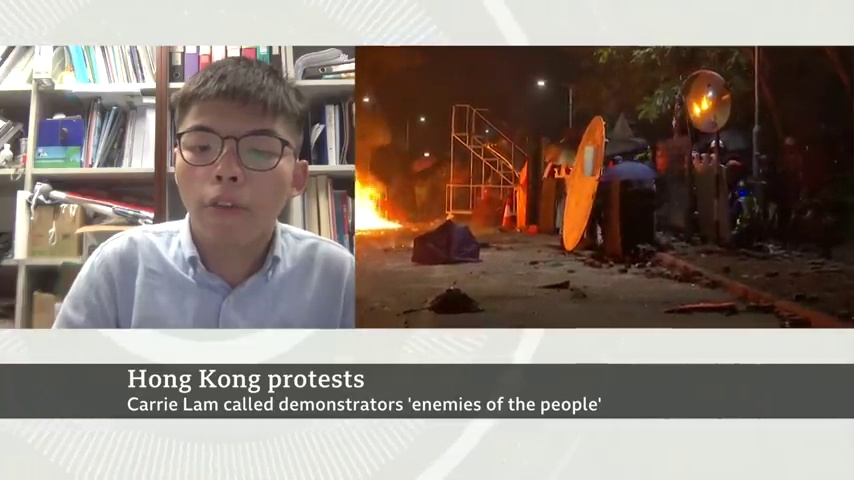 Hong Kong protests
Carrie Lam called demonstrators 'enemies of the people'